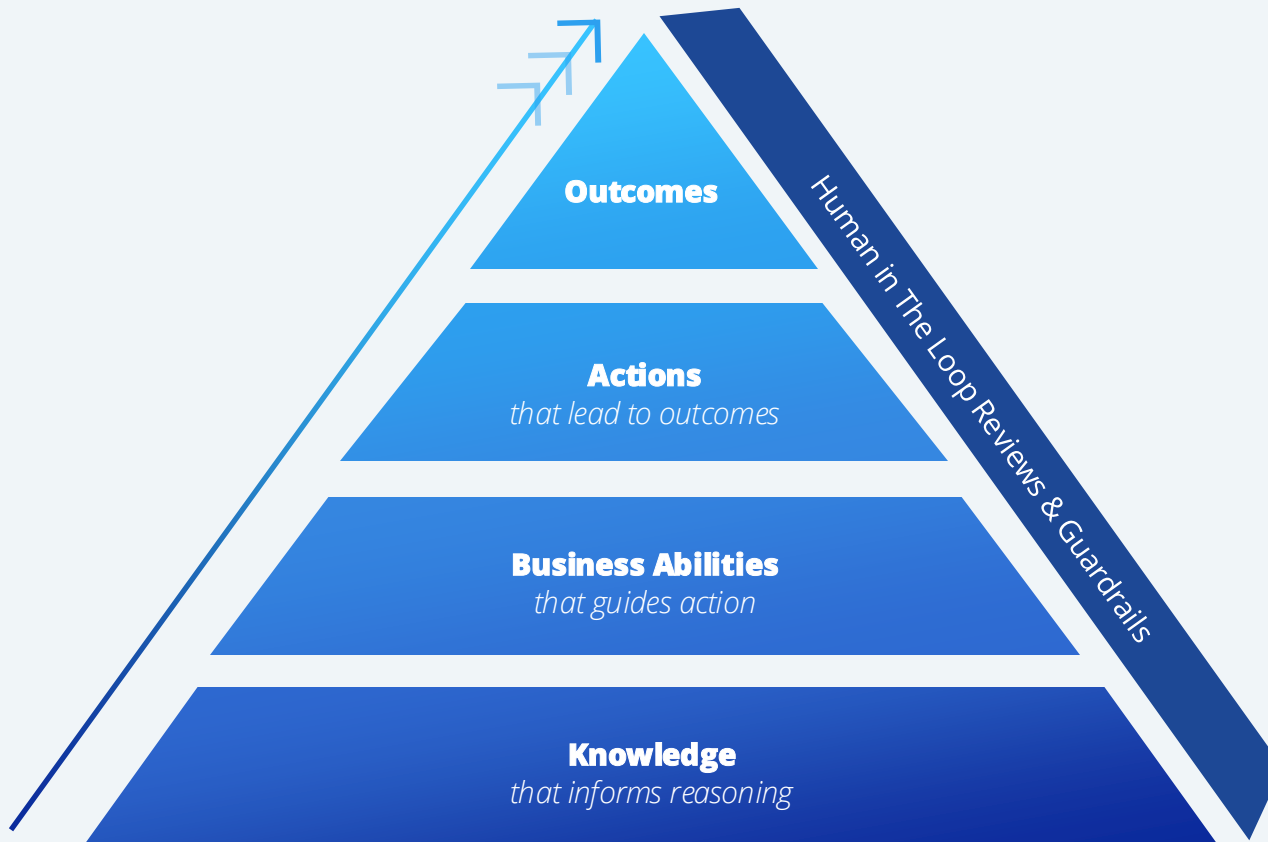 Outcomes
Actions
that lead to outcomes
Business Abilities
that guides action
Knowledge
that informs reasoning
Human in The Loop Reviews & Guardrails